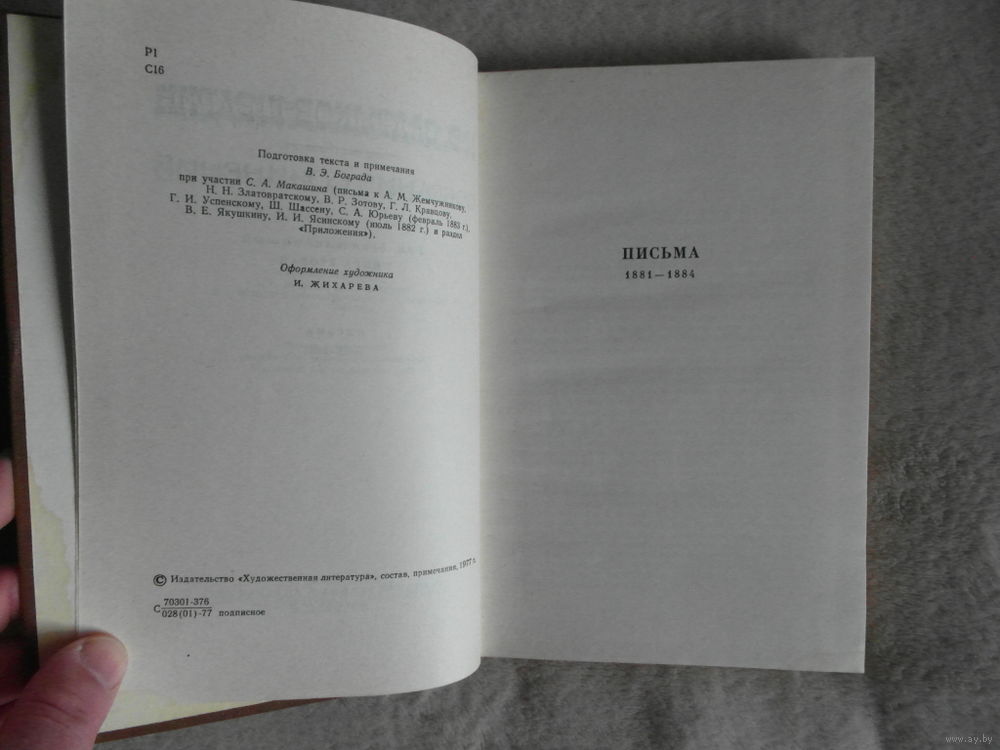 Р1
С16
Подготовка текста и примечания
В. Э. Бограда
при участии С. А. Макашина (письма к А. М. Жемчужникову,
Н. Н. Златовратскому, В. Р. Зотову, Г. Л. Кравцову,
Г. И. Успенскому, Ш. Шассену, С. А. Юрьеву (февраль 1883 г.),
В. Е. Якушкину, И. И. Ясинскому (июль 1882 г.) и раздел
«Приложения»),
Оформление художника
И. ЖИХАРЕВА
© Издательство «Художественная литература», состав, примечания, 1977 г.
С 70301-376
028(01)-77 подписное
ПИСЬМА
1881—1884
www.ay.by